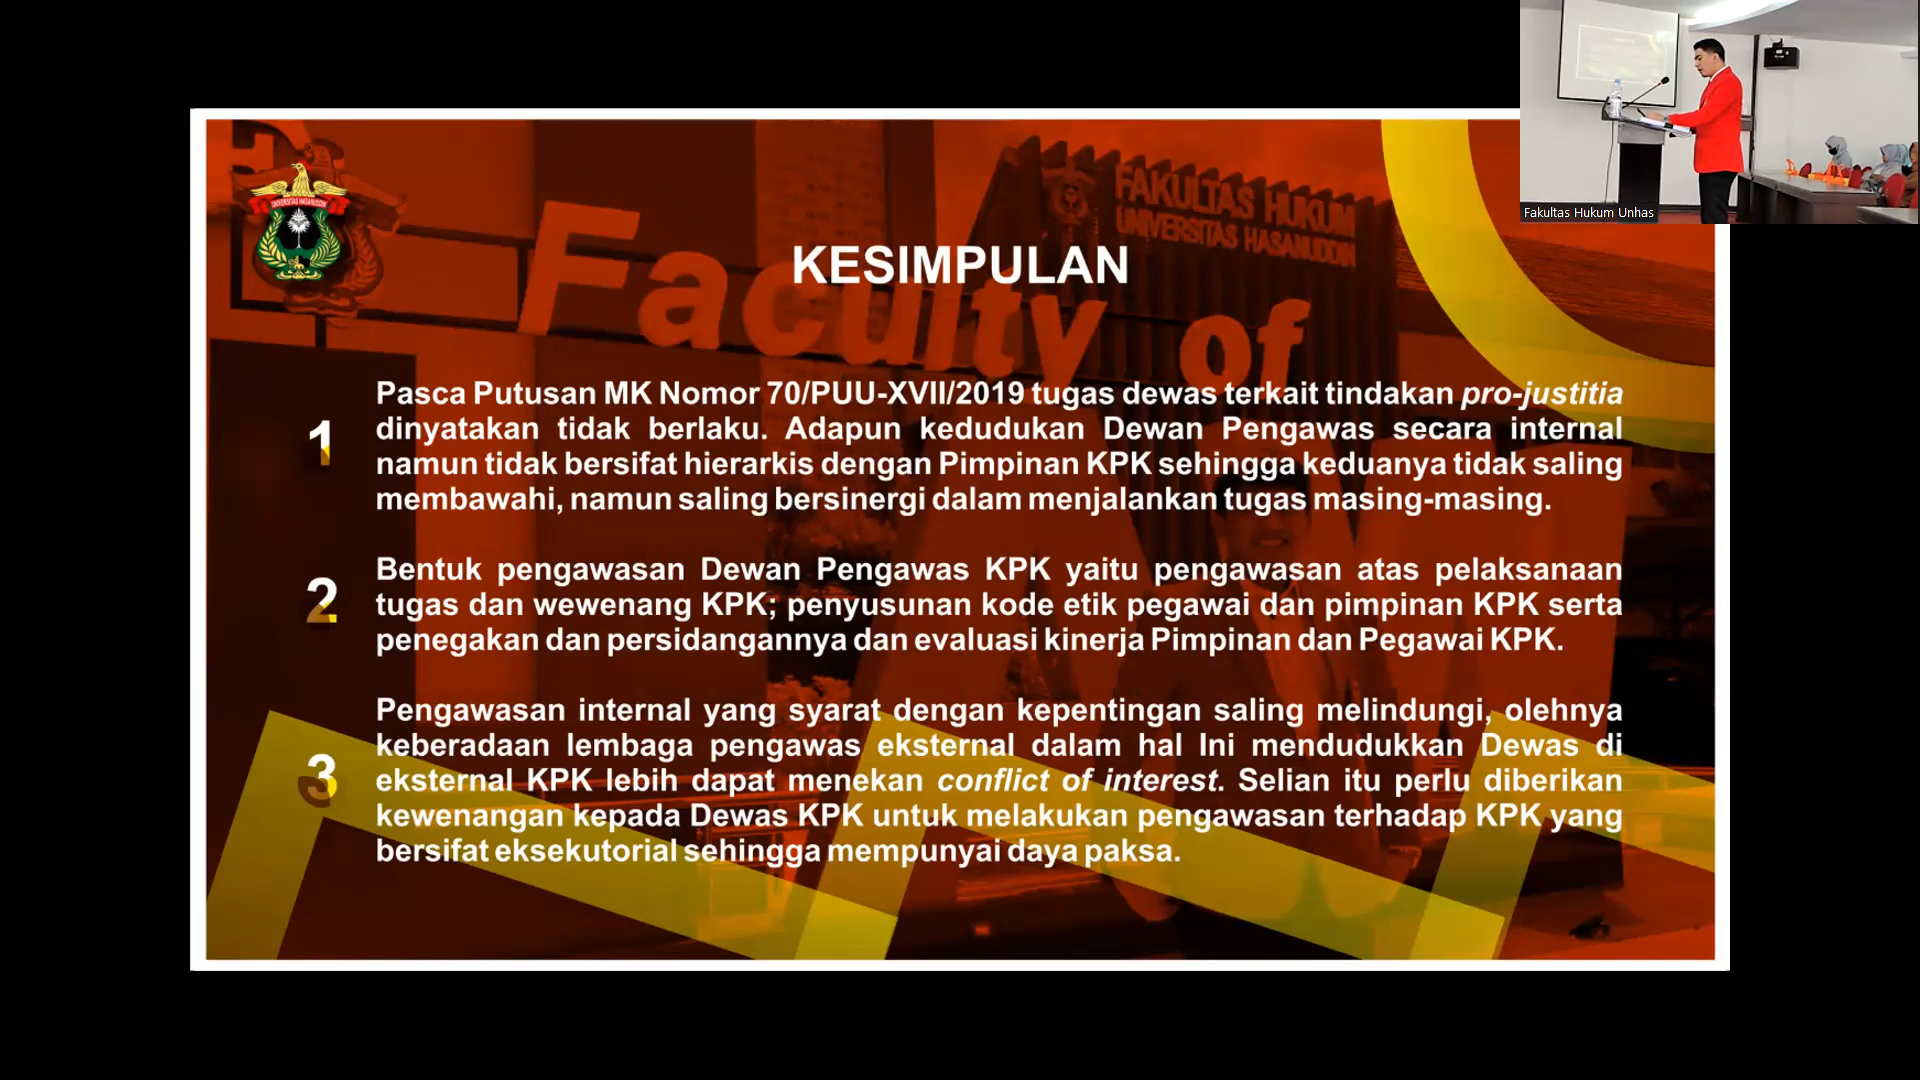 UNIVERSITAS HASANUDDIN
FAKULTAS HUKUM
UNIVERSITAS HASANUDDIN
Faculty of
KESIMPULAN
1
Pasca Putusan MK Nomor 70/PUU-XVII/2019 tugas dewas terkait tindakan pro-justitia
dinyatakan tidak berlaku. Adapun kedudukan Dewan Pengawas secara internal
namun tidak bersifat hierarkis dengan Pimpinan KPK sehingga keduanya tidak saling
membawahi, namun saling bersinergi dalam menjalankan tugas masing-masing.
2
Bentuk pengawasan Dewan Pengawas KPK yaitu pengawasan atas pelaksanaan
tugas dan wewenang KPK; penyusunan kode etik pegawai dan pimpinan KPK serta
penegakan dan persidangannya dan evaluasi kinerja Pimpinan dan Pegawai KPK.
3
Pengawasan internal yang syarat dengan kepentingan saling melindungi, olehnya
keberadaan lembaga pengawas eksternal dalam hal Ini mendudukkan Dewas di
eksternal KPK lebih dapat menekan conflict of interest. Selian itu perlu diberikan
kewenangan kepada Dewas KPK untuk melakukan pengawasan terhadap KPK yang
bersifat eksekutorial sehingga mempunyai daya paksa.
Fakultas Hukum Unhas